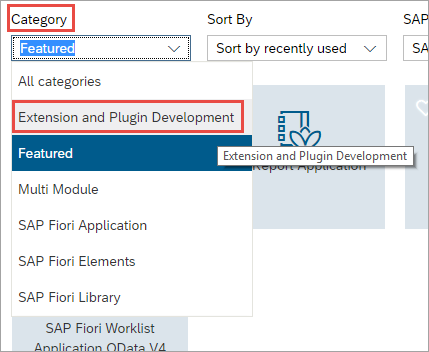 Category
Sort By
SAP
Featured
Sort by recently used
SA
All categories
Extension and Plugin Development
Featured
Extension and Plugin Development
Report Application
Multi Module
SAP Fiori Application
SAP Fiori Elements
SAP Fiori Library
SAP Fiori Worklist
Application OData V4